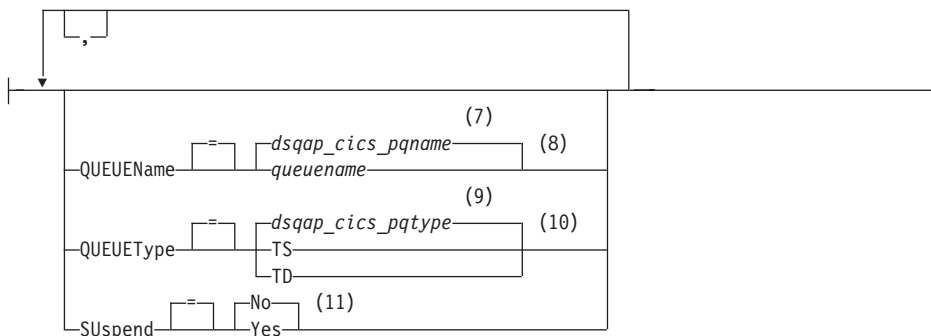 ,
(7)
= dsqap_cics_pqname (8)
QUEUEName queuename
(9)
= dsqap_cics_pqtype (10)
QUEUEType TS
TD
= No (11)
SUspend Yes